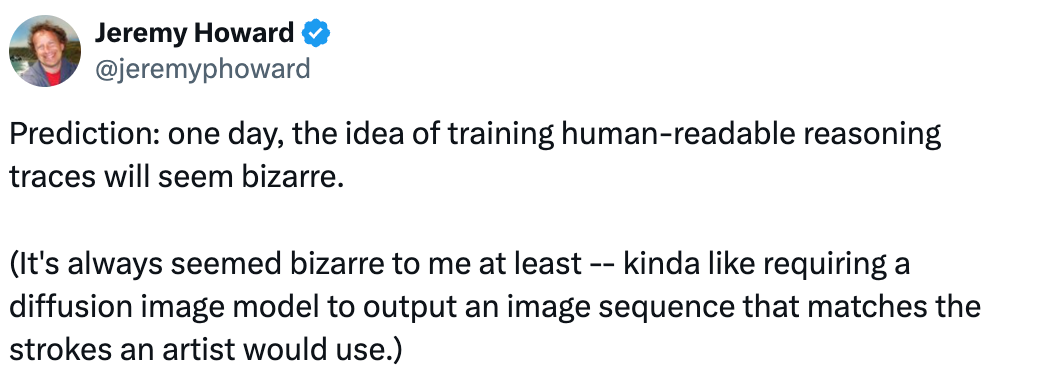 Jeremy Howard
@jeremyphoward
Prediction: one day, the idea of training human-readable reasoning
traces will seem bizarre.
(It's always seemed bizarre to me at least -- kinda like requiring a
diffusion image model to output an image sequence that matches the
strokes an artist would use.)